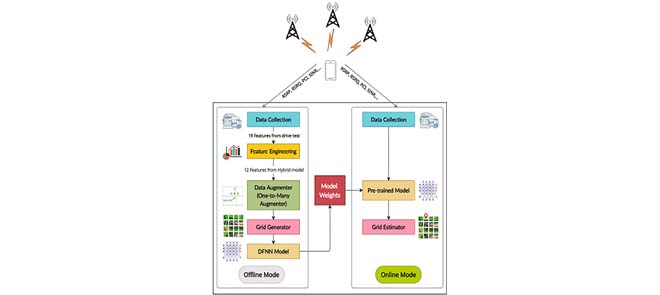 RSRP, RSRQ, PCI, SINR,...
RSRP, RSRQ, PCI, SINR,...
Data Collection
19 Features from drive test
Feature Engineering
12 Features from Hybrid model
Data Augmenter
(One-to-Many
Augmenter)
Grid Generator
DFNN Model
Offline Mode
Model
Weights
Data Collection
Pre-trained Model
Grid Estimator
Online Mode